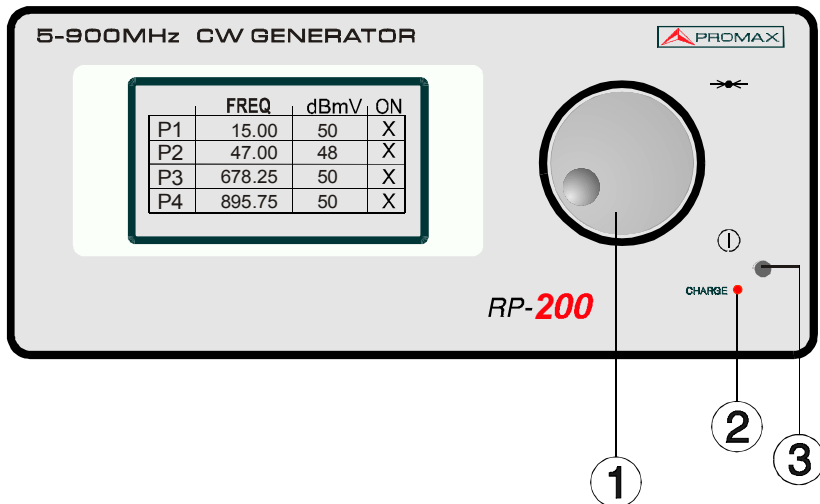 5-900MHz CW GENERATOR
PROMAX
FREQ dBmV ON
P1 15.00 50 X
P2 47.00 48 X
P3 678.25 50 X
P4 895.75 50 X
CHARGE
RP-200
1
2
3